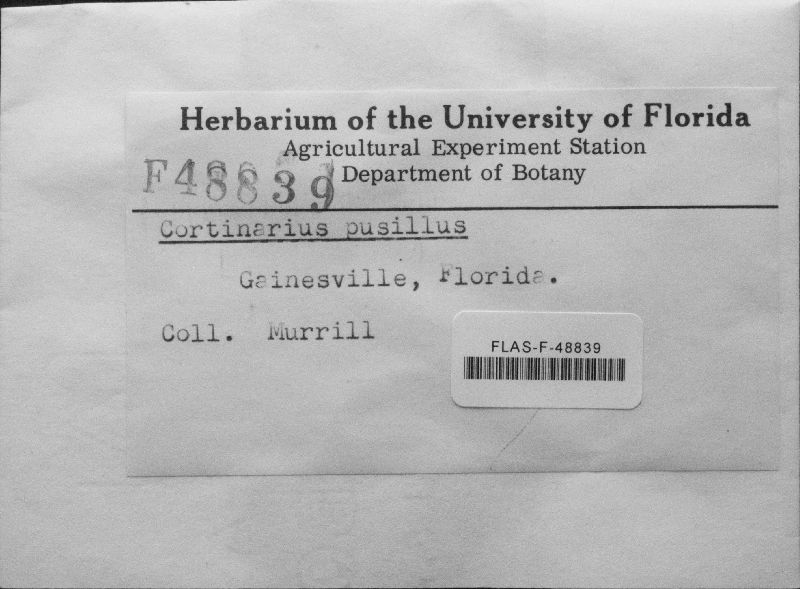 Herbarium of the University of Florida
Agricultural Experiment Station
Department of Botany
F48839
Cortinarius pusillus
Gainesville, Florida.
Coll. Murrill
FLAS-F-48839